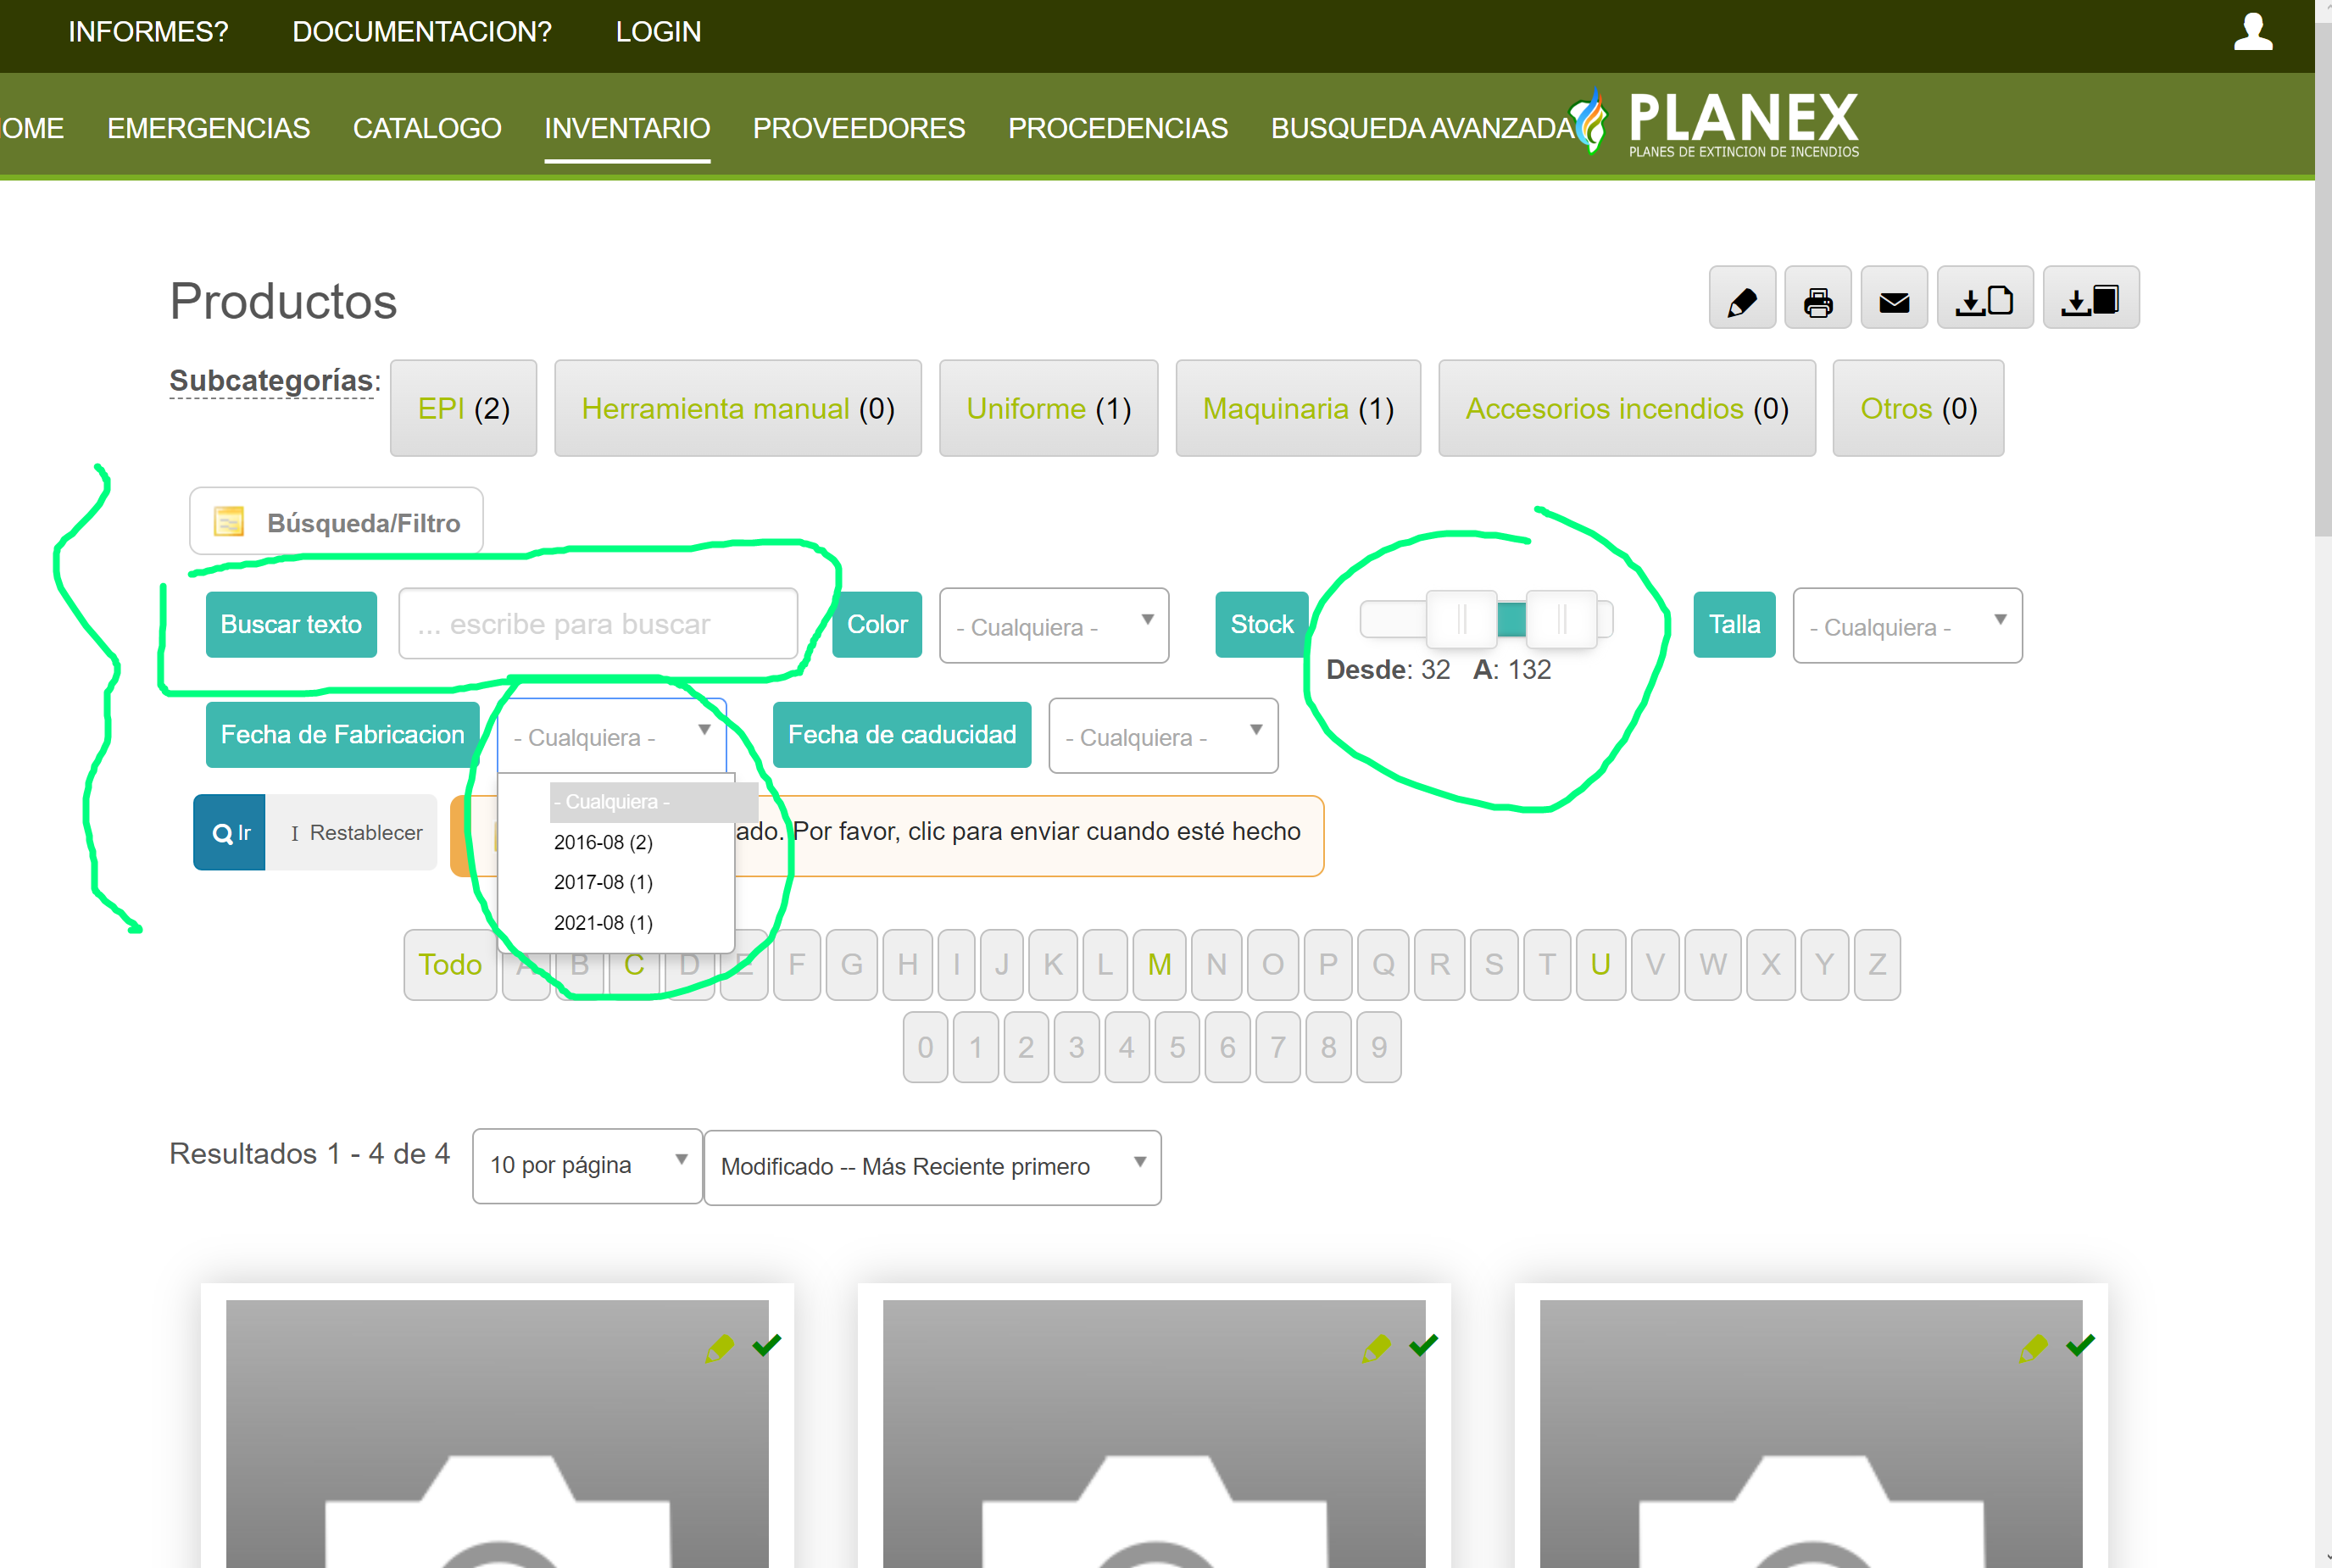 INFORMES? DOCUMENTACION? LOGIN
OME EMERGENCIAS CATALOGO INVENTARIO PROVEEDORES PROCEDENCIAS BUSQUEDA AVANZADA PLANEX
PLANES DE EXTINCION DE INCENDIOS
Productos
Subcategorías: EPI (2) Herramienta manual (0) Uniforme (1) Maquinaria (1) Accesorios incendios (0) Otros (0)
Búsqueda/Filtro
Buscar texto ... escribe para buscar Color - Cualquiera - Stock Talla - Cualquiera -
Desde: 32 A: 132
Fecha de Fabricacion - Cualquiera - Fecha de caducidad - Cualquiera -
- Cualquiera -
Ir Restablecer ado. Por favor, clic para enviar cuando esté hecho
2016-08 (2)
2017-08 (1)
2021-08 (1)
Todo A B C D E F G H I J K L M N O P Q R S T U V W X Y Z
0 1 2 3 4 5 6 7 8 9
Resultados 1 - 4 de 4 10 por página Modificado -- Más Reciente primero